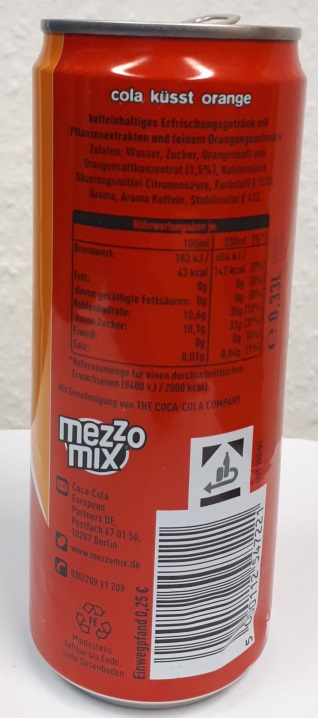 cola küsst orange
koffeinhaltiges Erfrischungsgetränk mit
Pflanzenextrakten und feinem Orangengeschmack
Zutaten: Wasser, Zucker, Orangensaft aus
Orangensaftkonzentrat (1,5%), Kohlensäure,
Säuerungsmittel Citronensäure, Farbstoff E 150d,
Aroma, Aroma Koffein, Stabilisator E 410.
100ml 330ml
Brennwert: 183 kJ / 604 kJ /
43 kcal 142 kcal (7%)
Fett: 0g 0g (0%)
davon gesättigte Fettsäuren: 0g 0g (0%)
Kohlenhydrate: 10,6g 35g (13%)
davon Zucker: 10,1g 33g (37%)
Eiweiß: 0g 0g (0%)
Salz: 0,01g 0,04g (1%)
*Referenzmenge für einen durchschnittlichen
Erwachsenen (8400 kJ / 2000 kcal).
Mit Genehmigung von THE COCA-COLA COMPANY
0,33L
mezzo
mix
Coca-Cola
European
Partners DE,
Postfach 67 01 56,
10207 Berlin
www.mezzomix.de
030/209 11 209
FE
Mindestens
haltbar bis Ende:
siehe Dosenboden
Einwegpfand 0,25 €